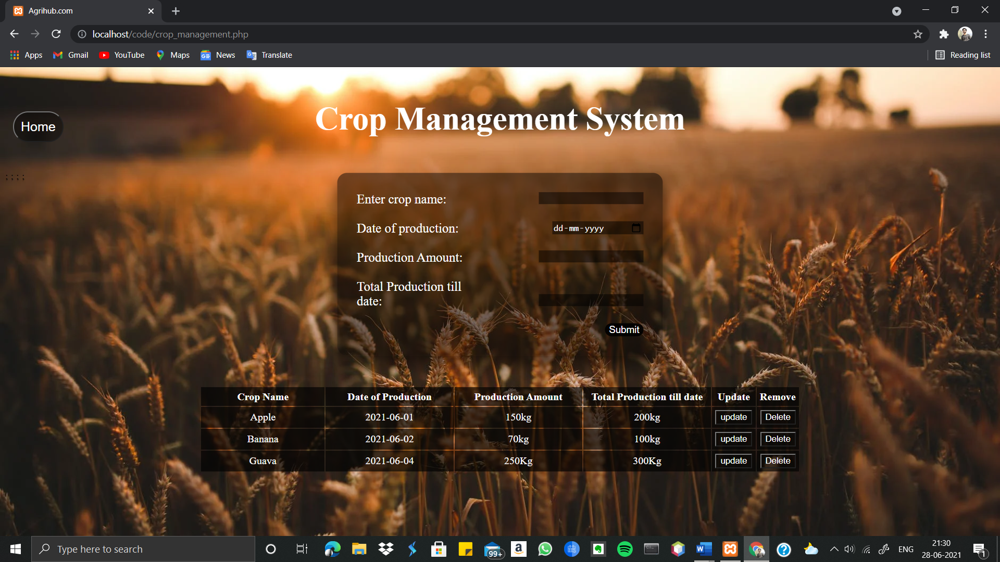 Agrihub.com
localhost/code/crop_management.php
Apps Gmail YouTube Maps News Translate Reading list
Home
Crop Management System
; ; ; ;
Enter crop name:
Date of production: dd-mm-yyyy
Production Amount:
Total Production till
date:
Submit
Crop Name Date of Production Production Amount Total Production till date Update Remove
Apple 2021-06-01 150kg 200kg update Delete
Banana 2021-06-02 70kg 100kg update Delete
Guava 2021-06-04 250Kg 300Kg update Delete
Type here to search
99+
ENG
21:30
28-06-2021
1